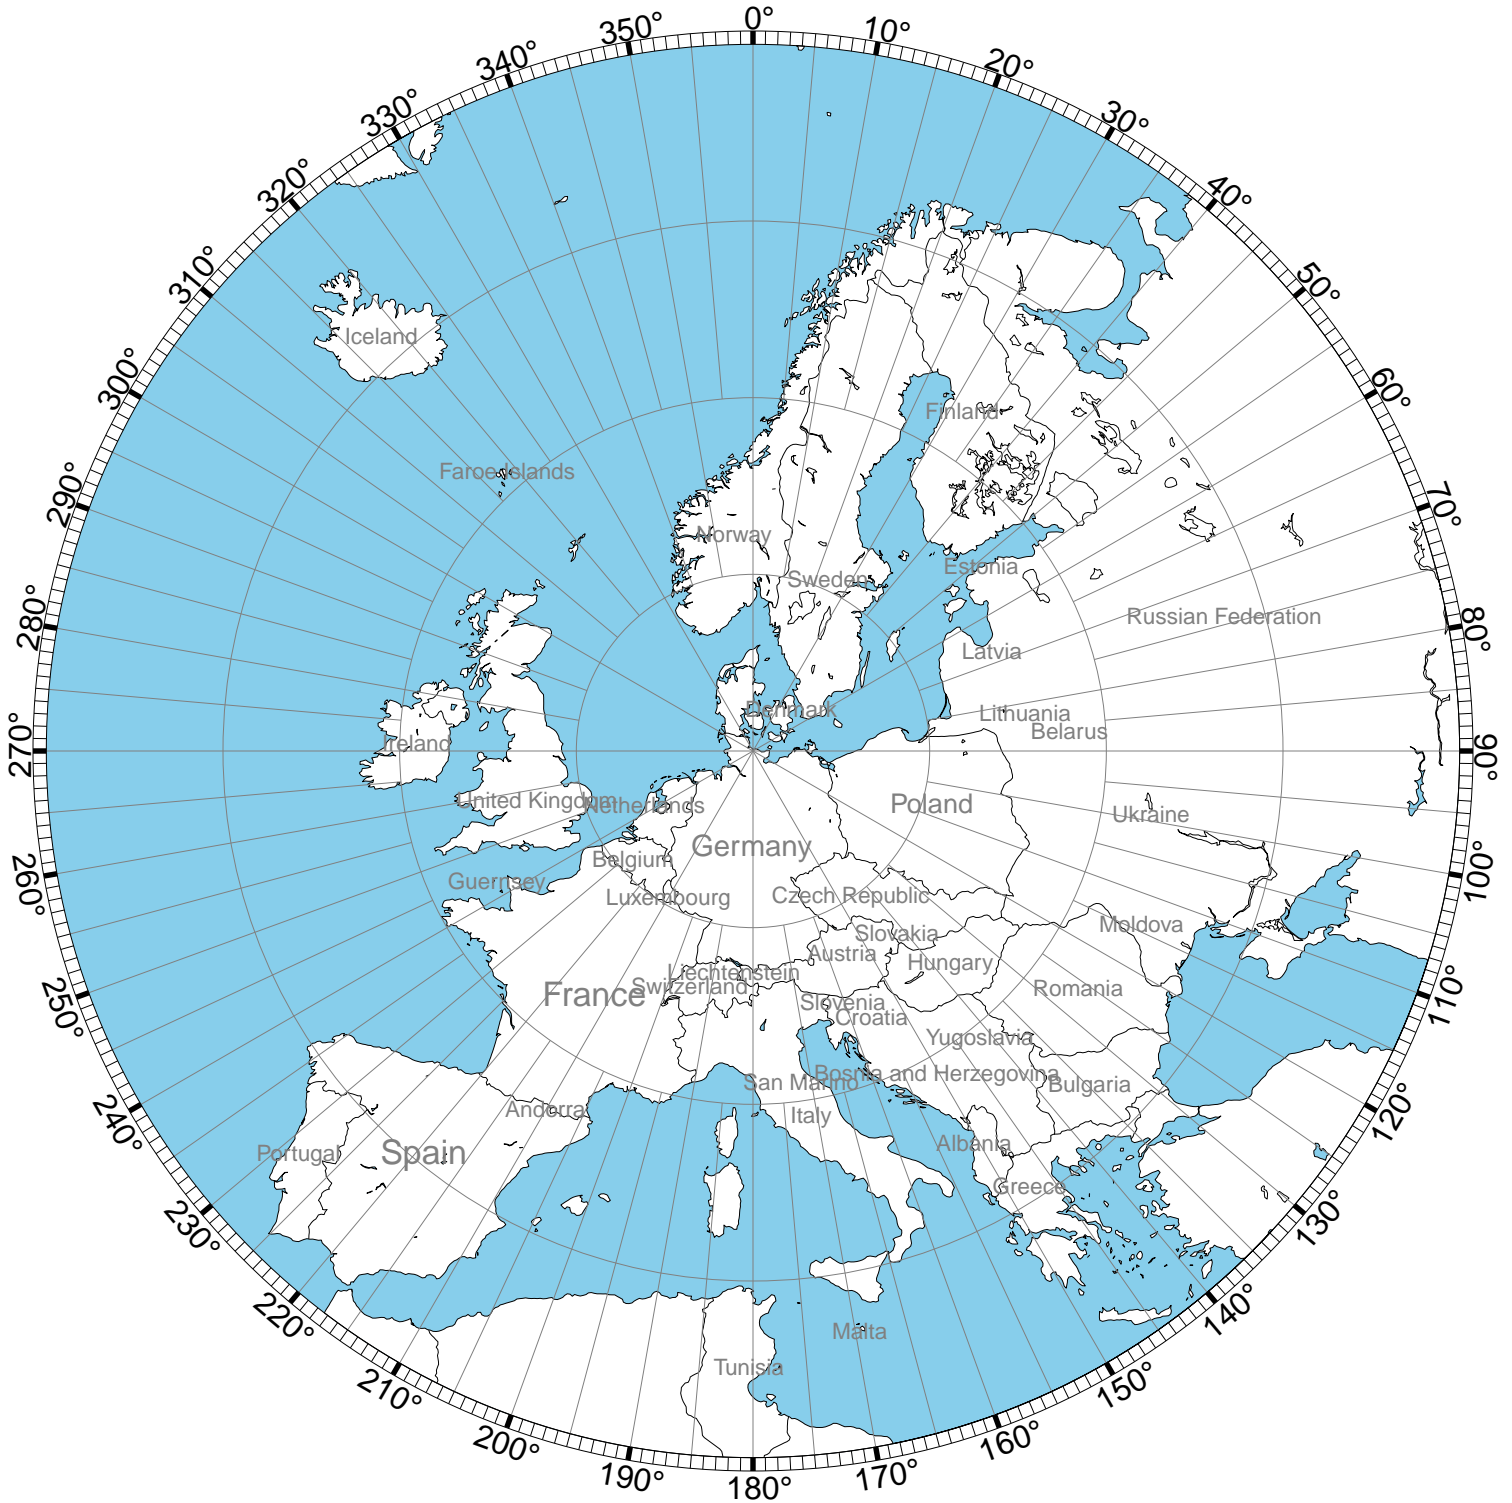 0°
10°
20°
30°
40°
50°
60°
70°
80°
90°
100°
110°
120°
130°
140°
150°
160°
170°
180°
190°
200°
210°
220°
230°
240°
250°
260°
270°
280°
290°
300°
310°
320°
330°
340°
350°
Iceland
Finland
Faroe Islands
Norway
Estonia
Sweden
Russian Federation
Latvia
Denmark
Lithuania
Belarus
Ireland
United Kingdom
Netherlands
Poland
Ukraine
Germany
Belgium
Guernsey
Luxembourg
Czech Republic
Moldova
Slovakia
Austria
Hungary
Liechtenstein
Switzerland
France
Romania
Slovenia
Croatia
Yugoslavia
Bosnia and Herzegovina
San Marino
Bulgaria
Andorra
Italy
Albania
Portugal
Spain
Greece
Malta
Tunisia